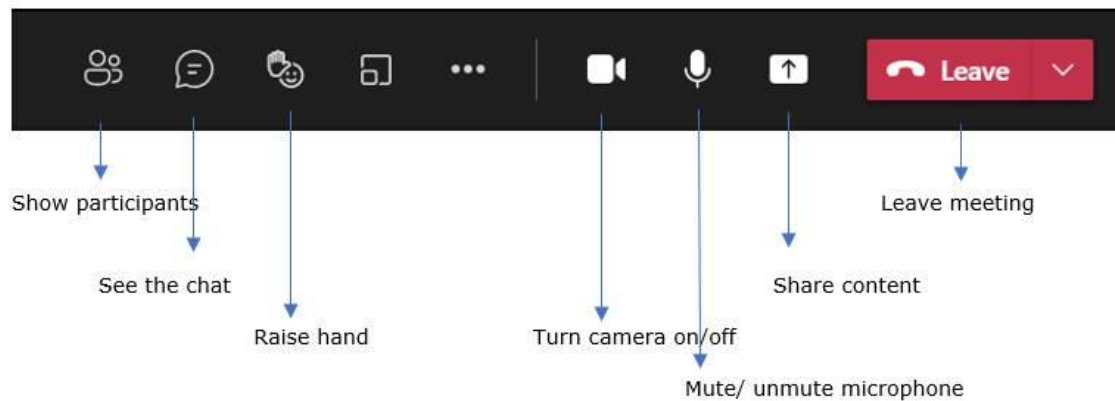 Leave
Show participants
Leave meeting
See the chat
Share content
Raise hand
Turn camera on/off
Mute/ unmute microphone